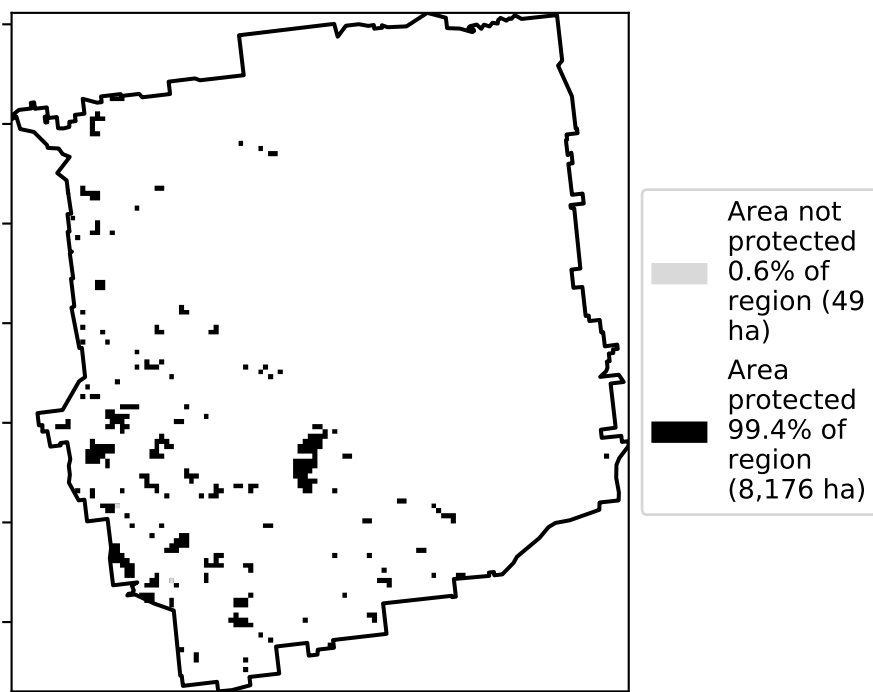 Area not
protected
0.6% of
region (49
ha)
Area
protected
99.4% of
region
(8,176 ha)